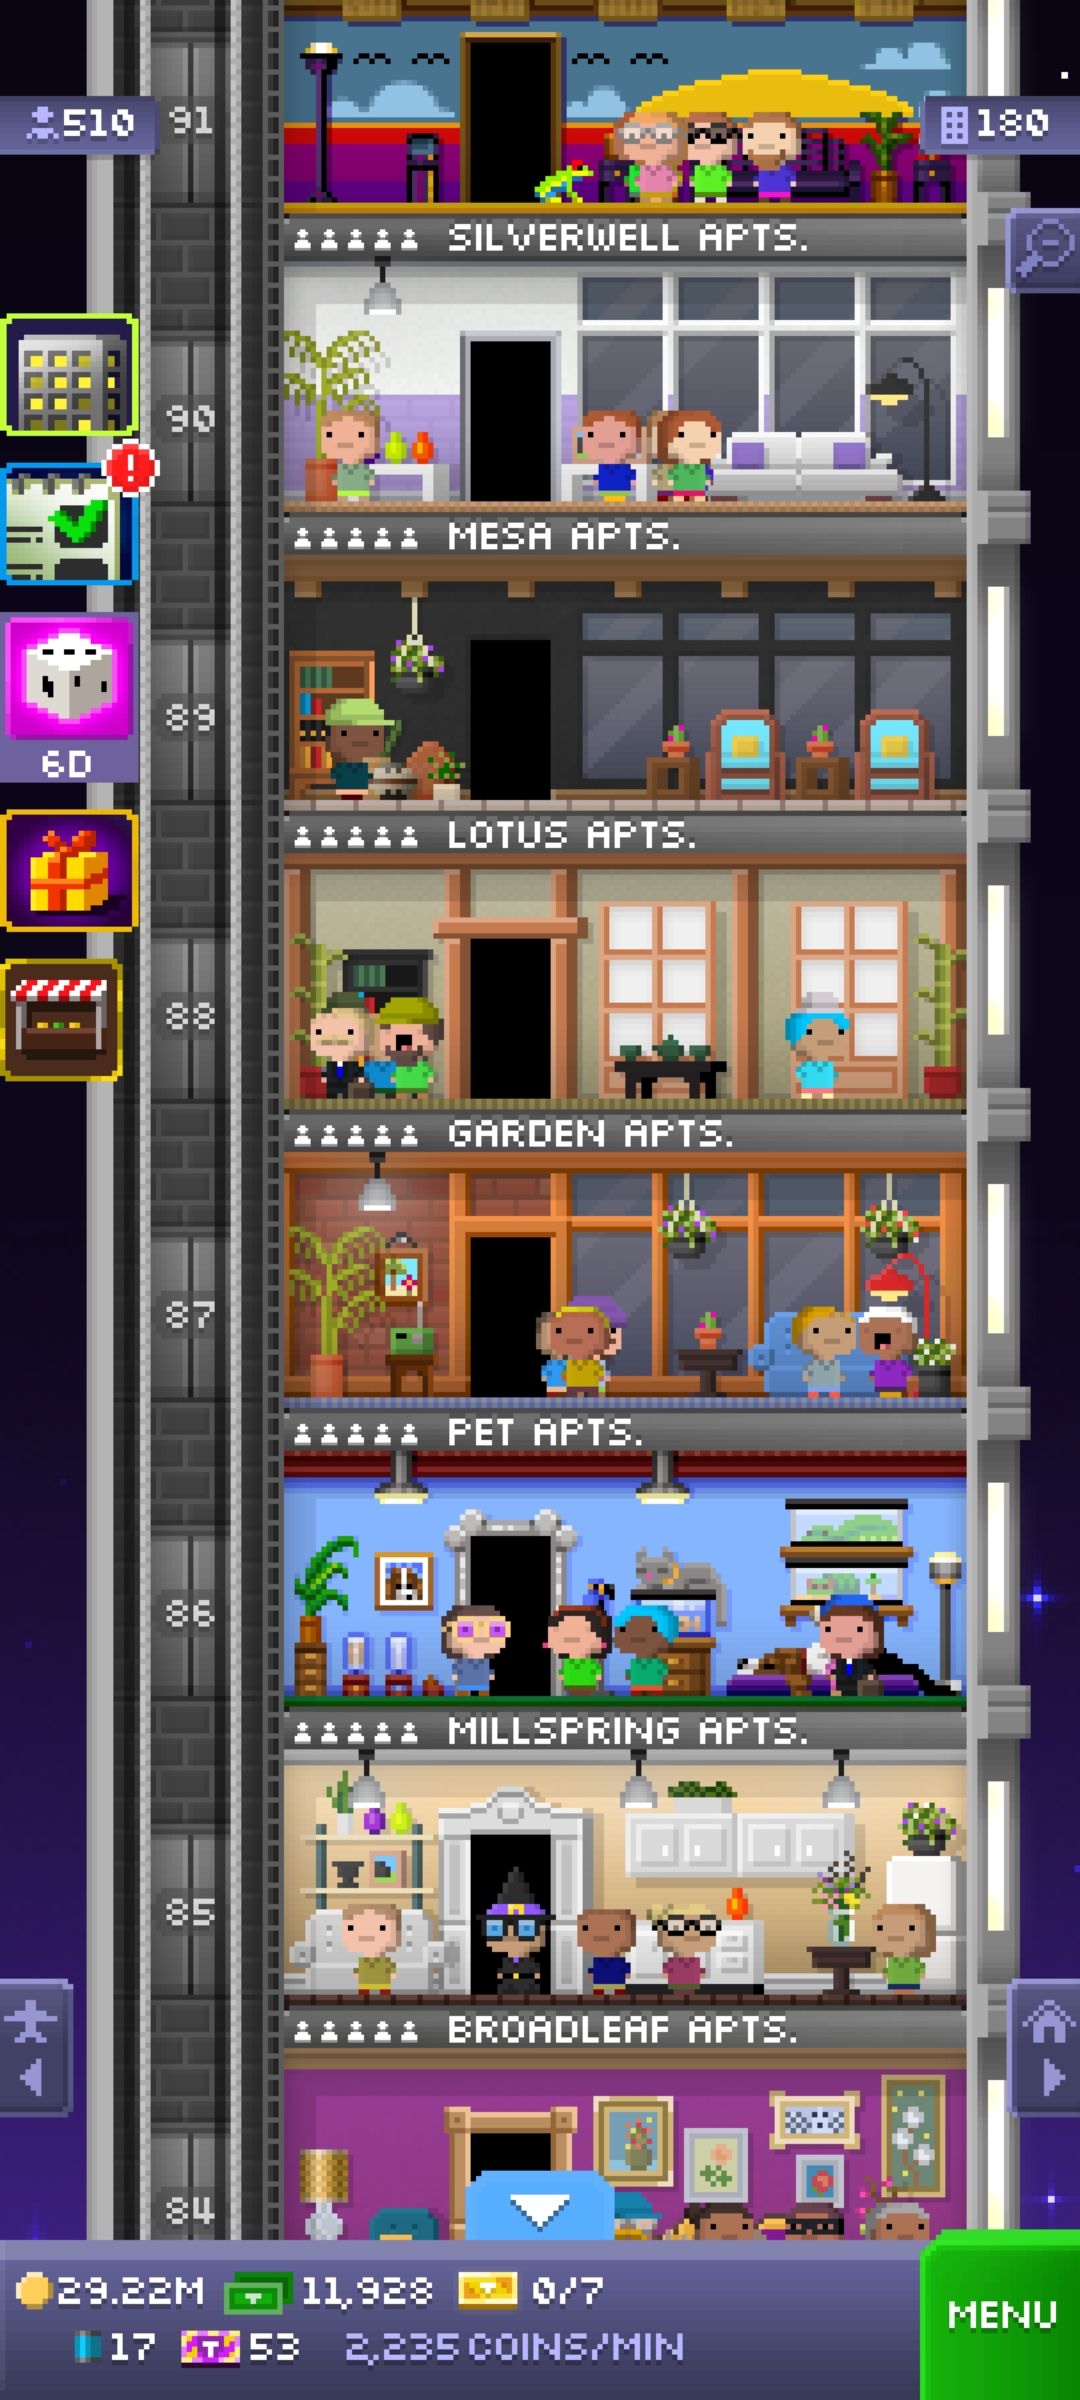 510
91
180
SILVERWELL APTS.
90
MESA APTS.
89
6D
LOTUS APTS.
88
GARDEN APTS.
87
PET APTS.
86
MILLSPRING APTS.
85
BROADLEAF APTS.
84
29.22M 11,928 0/7
17 53 2,235 COINS/MIN
MENU